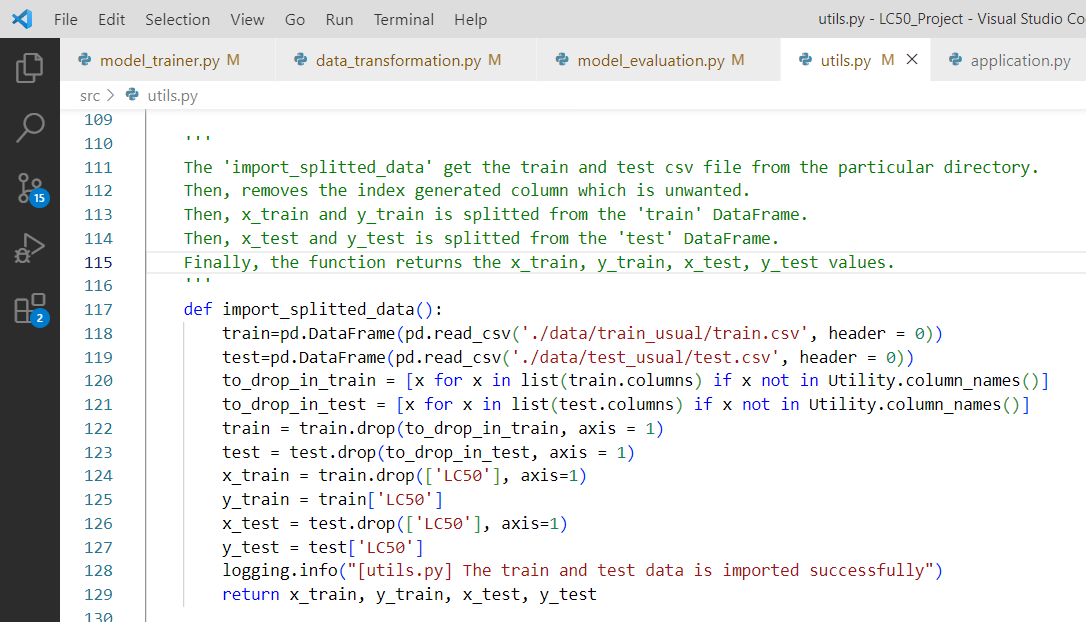 File Edit Selection View Go Run Terminal Help utils.py - LC50_Project - Visual Studio Co
model_trainer.py M data_transformation.py M model_evaluation.py M utils.py M application.py
src > utils.py
109
110 '''
111 The 'import_splitted_data' get the train and test csv file from the particular directory.
112 Then, removes the index generated column which is unwanted.
113 Then, x_train and y_train is splitted from the 'train' DataFrame.
114 Then, x_test and y_test is splitted from the 'test' DataFrame.
115 Finally, the function returns the x_train, y_train, x_test, y_test values.
116 '''
117 def import_splitted_data():
118 train=pd.DataFrame(pd.read_csv('./data/train_usual/train.csv', header = 0))
119 test=pd.DataFrame(pd.read_csv('./data/test_usual/test.csv', header = 0))
120 to_drop_in_train = [x for x in list(train.columns) if x not in Utility.column_names()]
121 to_drop_in_test = [x for x in list(test.columns) if x not in Utility.column_names()]
122 train = train.drop(to_drop_in_train, axis = 1)
123 test = test.drop(to_drop_in_test, axis = 1)
124 x_train = train.drop(['LC50'], axis=1)
125 y_train = train['LC50']
126 x_test = test.drop(['LC50'], axis=1)
127 y_test = test['LC50']
128 logging.info("[utils.py] The train and test data is imported successfully")
129 return x_train, y_train, x_test, y_test
130
15
2